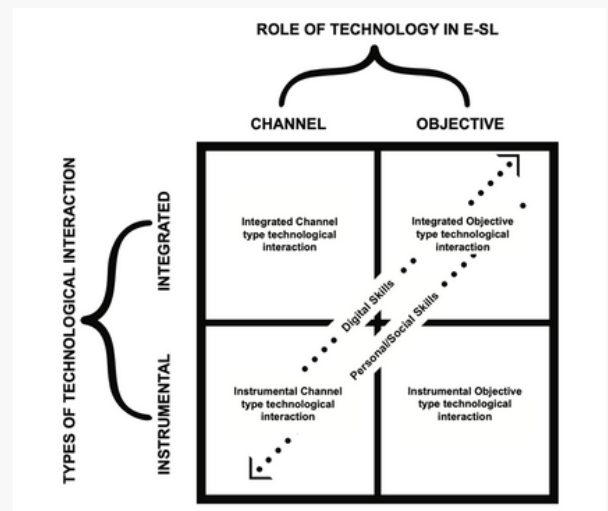 ROLE OF TECHNOLOGY IN E-SL
CHANNEL
OBJECTIVE
TYPES OF TECHNOLOGICAL INTERACTION
INTEGRATED
INSTRUMENTAL
Integrated Channel
type technological
interaction
Integrated Objective
type technological
interaction
Digital Skills
Personal/Social Skills
Instrumental Channel
type technological
interaction
Instrumental Objective
type technological
interaction